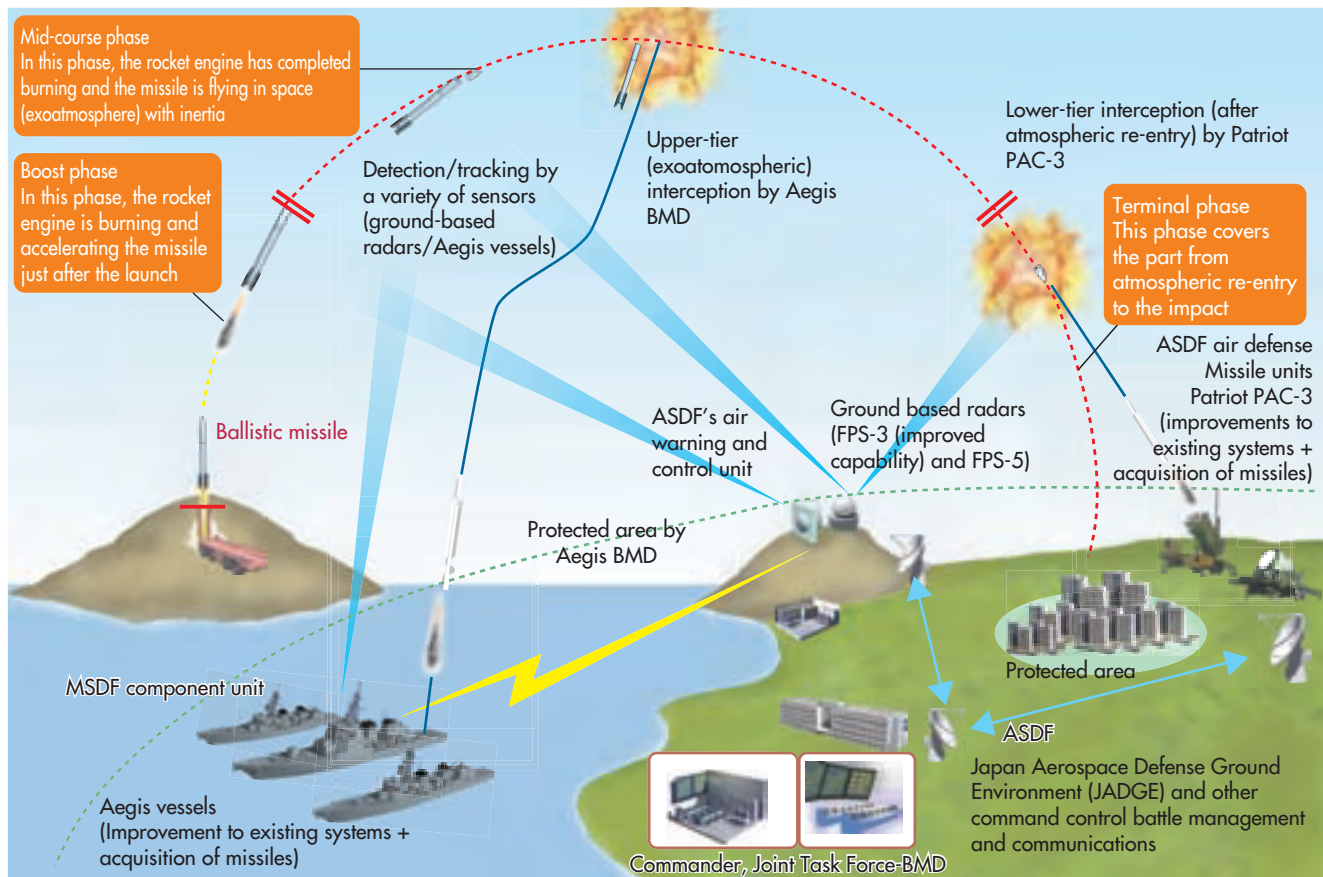 Mid-course phase
In this phase, the rocket engine has completed
burning and the missile is flying in space
(exoatmosphere) with inertia
Boost phase
In this phase, the rocket
engine is burning and
accelerating the missile
just after the launch
Detection/tracking by
a variety of sensors
(ground-based
radars/Aegis vessels)
Upper-tier
(exoatomospheric)
interception by Aegis
BMD
Lower-tier interception (after
atmospheric re-entry) by Patriot
PAC-3
Terminal phase
This phase covers
the part from
atmospheric re-entry
to the impact
ASDF air defense
Missile units
Patriot PAC-3
(improvements to
existing systems +
acquisition of missiles)
Ballistic missile
ASDF's air
warning and
control unit
Ground based radars
(FPS-3 (improved
capability) and FPS-5)
Protected area by
Aegis BMD
Protected area
MSDF component unit
Aegis vessels
(Improvement to existing systems +
acquisition of missiles)
ASDF
Japan Aerospace Defense Ground
Environment (JADGE) and other
command control battle management
and communications
Commander, Joint Task Force-BMD